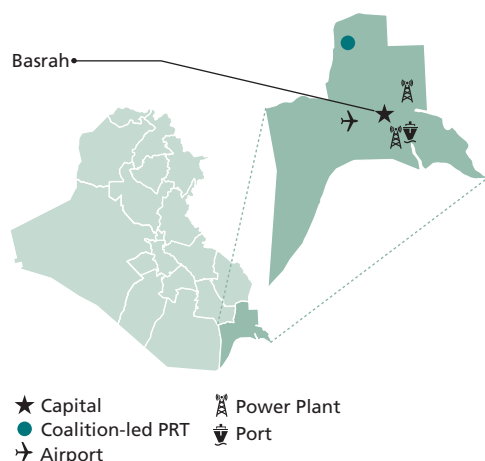 Basrah
Capital
Coalition-led PRT
Airport
Power Plant
Port